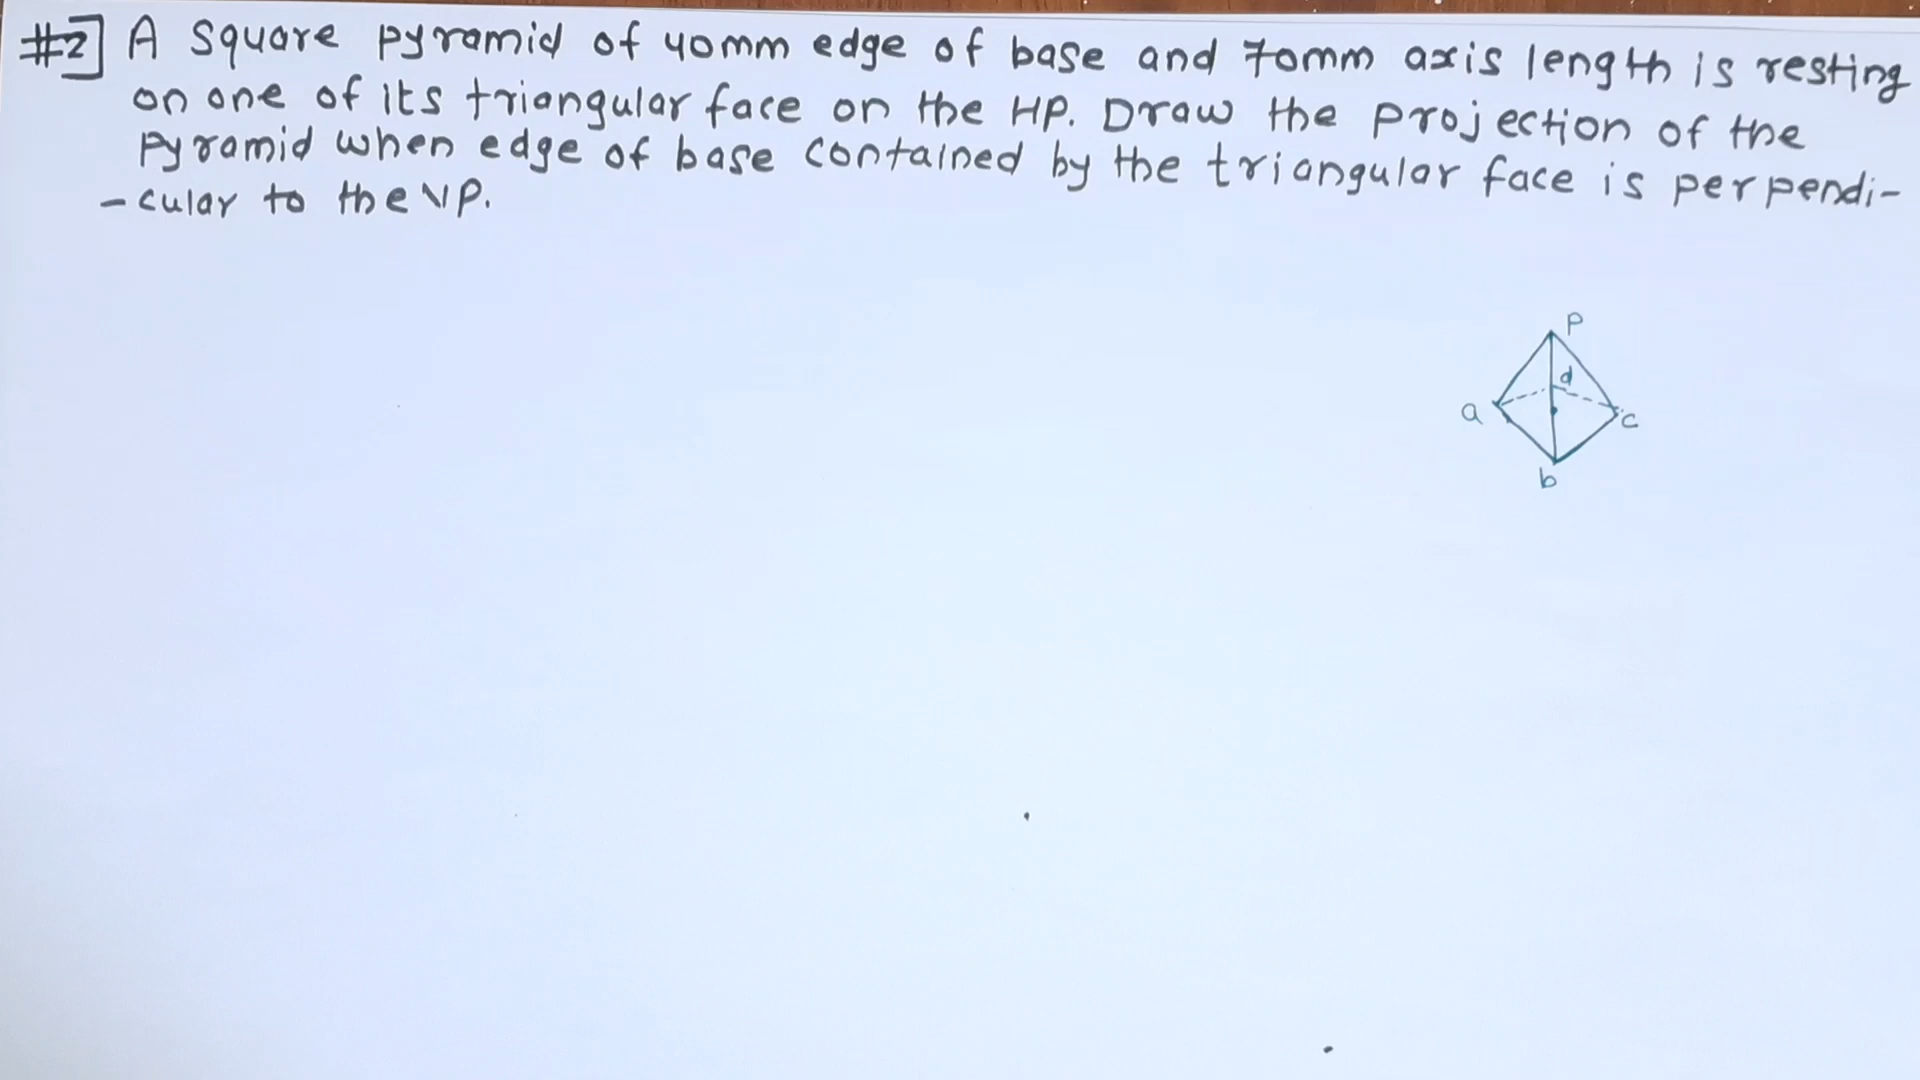 #2] A square pyramid of 40mm edge of base and 70mm axis length is resting
on one of its triangular face on the HP. Draw the projection of the
pyramid when edge of base contained by the triangular face is perpendi-
-cular to the VP.
P
d
a
c
b